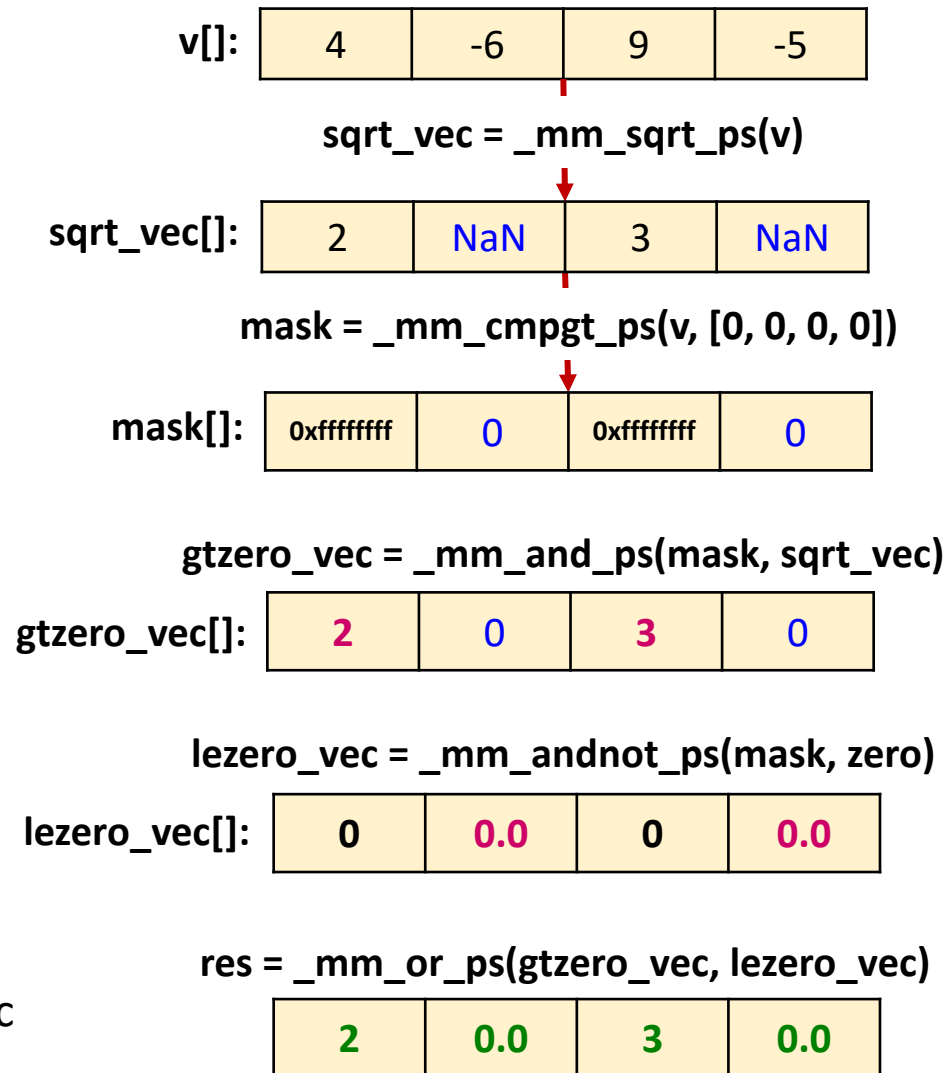 v[]: 4 -6 9 -5
sqrt_vec = _mm_sqrt_ps(v)
sqrt_vec[]: 2 NaN 3 NaN
mask = _mm_cmpgt_ps(v, [0, 0, 0, 0])
mask[]: 0xffffffff 0 0xffffffff 0
gtzero_vec = _mm_and_ps(mask, sqrt_vec)
gtzero_vec[]: 2 0 3 0
lezero_vec = _mm_andnot_ps(mask, zero)
lezero_vec[]: 0 0.0 0 0.0
res = _mm_or_ps(gtzero_vec, lezero_vec)
c
2 0.0 3 0.0